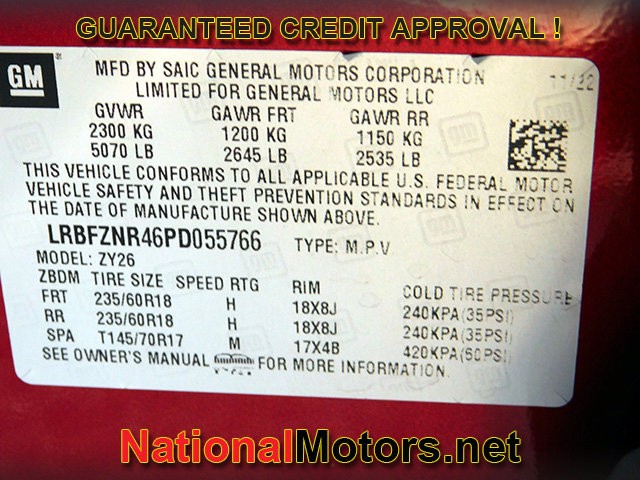 GUARANTEED CREDIT APPROVAL !
GM
MFD BY SAIC GENERAL MOTORS CORPORATION 11/22
LIMITED FOR GENERAL MOTORS LLC
GVWR GAWR FRT GAWR RR
2300 KG 1200 KG 1150 KG
5070 LB 2645 LB 2535 LB
THIS VEHICLE CONFORMS TO ALL APPLICABLE U.S. FEDERAL MOTOR
VEHICLE SAFETY AND THEFT PREVENTION STANDARDS IN EFFECT ON
THE DATE OF MANUFACTURE SHOWN ABOVE.
LRBFZNR46PD055766 TYPE: M.P.V
MODEL: ZY26
ZBDM TIRE SIZE SPEED RTG RIM COLD TIRE PRESSURE
FRT 235/60R18 H 18X8J 240KPA(35PSI)
RR 235/60R18 H 18X8J 240KPA(35PSI)
SPA T145/70R17 M 17X4B 420KPA(60PSI)
SEE OWNER'S MANUAL FOR MORE INFORMATION.
NationalMotors.net